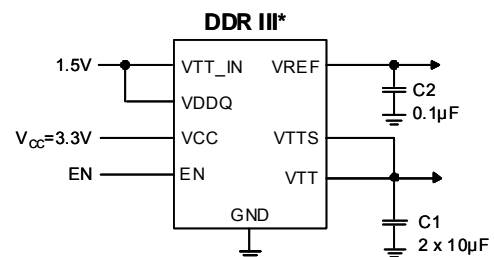 DDR III*
1.5V
VTT_IN
VREF
VDDQ
C2
0.1µF
V_CC=3.3V
VCC
VTTS
EN
EN
VTT
GND
C1
2 x 10µF